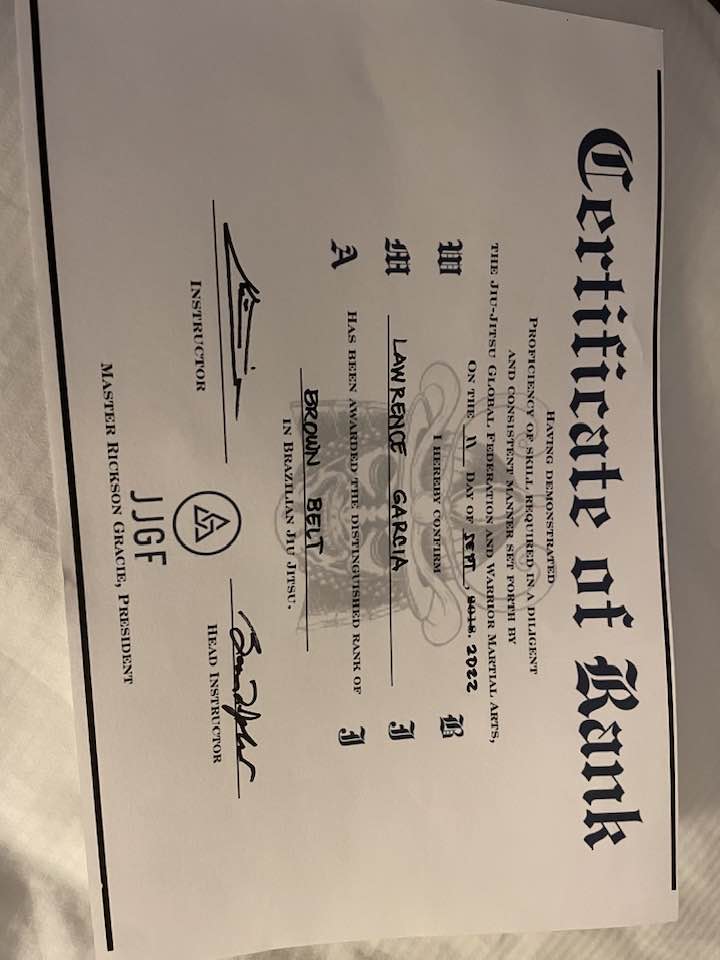 Certificate of Rank
Having demonstrated
proficiency of skill required in a diligent
and consistent manner set forth by
the Jiu-Jitsu Global Federation and Warrior Martial Arts,
On the 11 Day of SEPT, 2018. 2022
W I hereby confirm B
M LAWRENCE GARCIA J
A Has been awarded the distinguished rank of J
BROWN BELT
in Brazilian Jiu Jitsu.
Instructor
Head Instructor
JJGF
Master Rickson Gracie, President